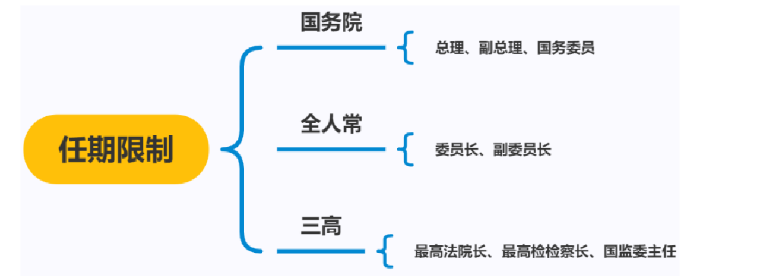 国务院
总理、副总理、国务委员
全人常
任期限制
委员长、副委员长
三高
最高法院长、最高检检察长、国监委主任